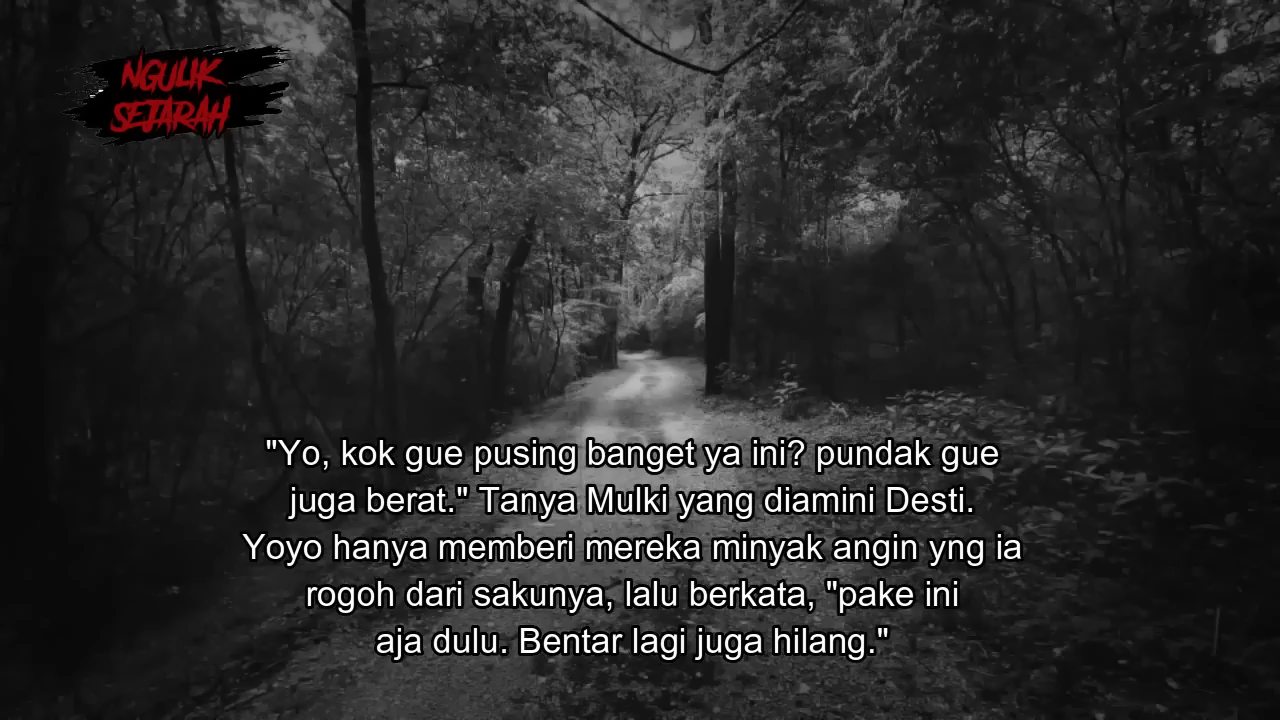 NGULIK
SEJARAH
"Yo, kok gue pusing banget ya ini? pundak gue
juga berat." Tanya Mulki yang diamini Desti.
Yoyo hanya memberi mereka minyak angin yng ia
rogoh dari sakunya, lalu berkata, "pake ini
aja dulu. Bentar lagi juga hilang."